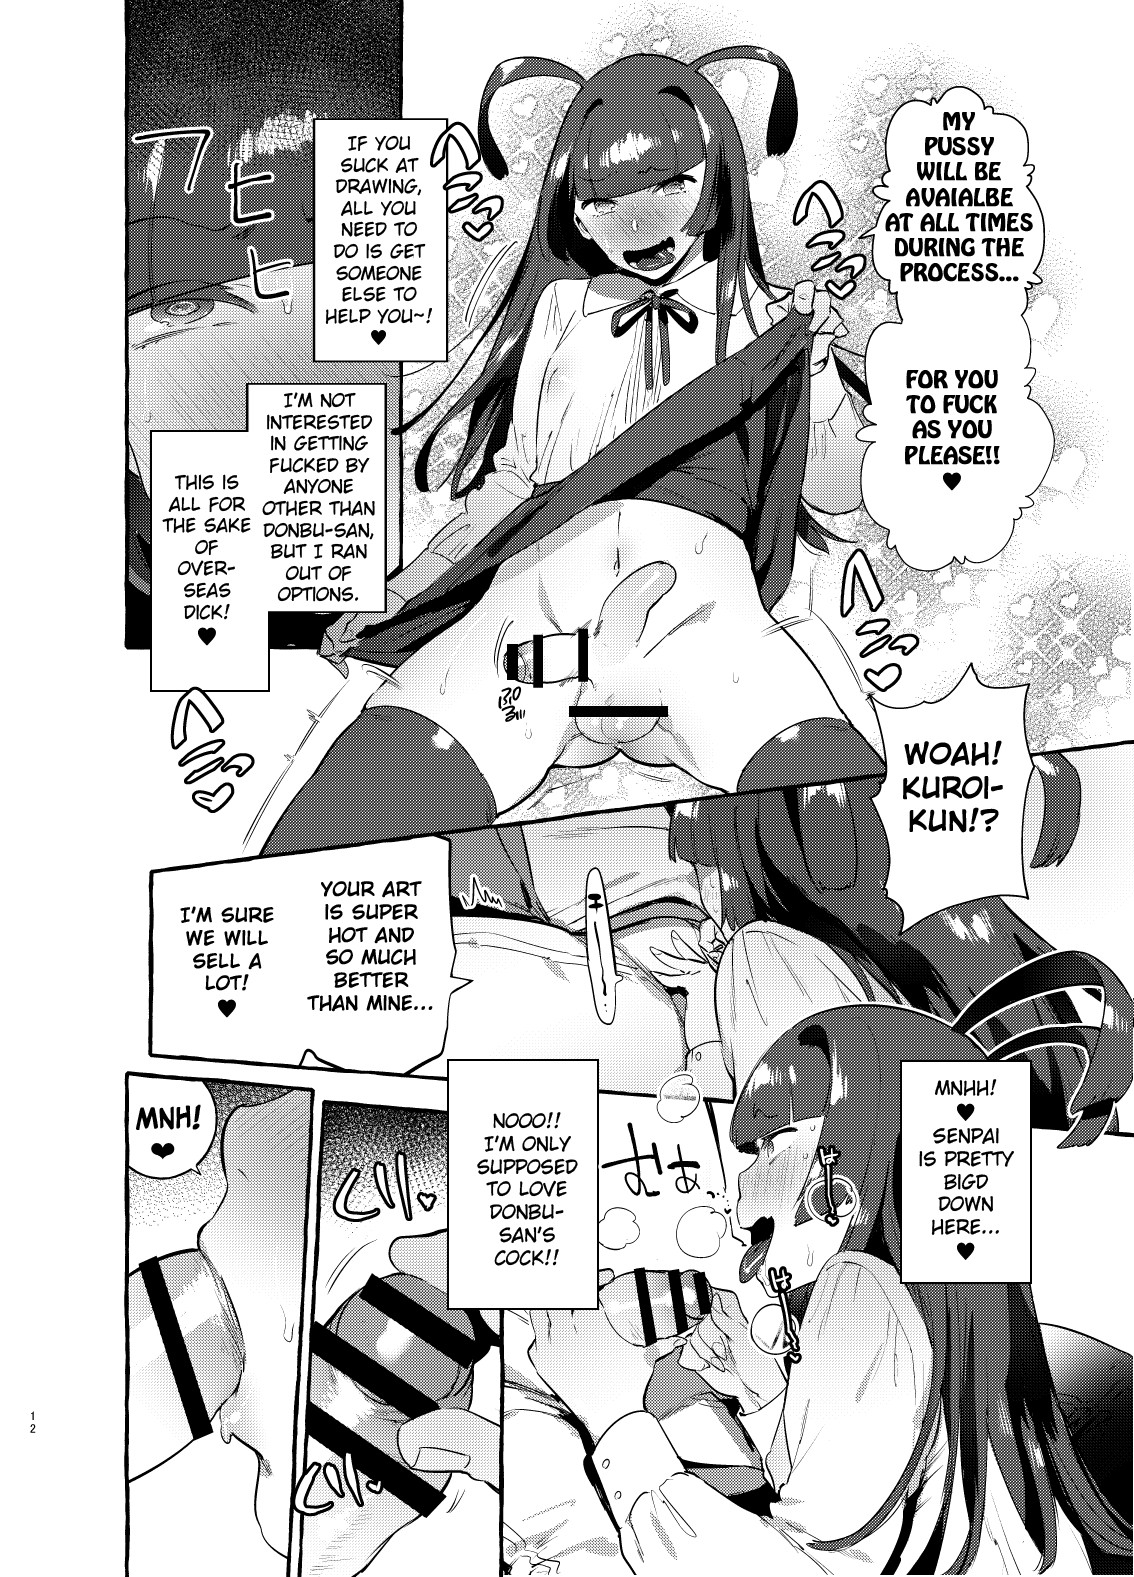 MY
PUSSY
WILL BE
AVAIALBE
AT ALL TIMES
DURING THE
PROCESS...
FOR YOU
TO FUCK
AS YOU
PLEASE!!
♥
IF YOU
SUCK AT
DRAWING,
ALL YOU
NEED TO
DO IS GET
SOMEONE
ELSE TO
HELP YOU~!
♥
I'M NOT
INTERESTED
IN GETTING
FUCKED BY
ANYONE
OTHER THAN
DONBU-SAN,
BUT I RAN
OUT OF
OPTIONS.
THIS IS
ALL FOR
THE SAKE
OF
OVER-
SEAS
DICK!
♥
WOAH!
KUROI-
KUN!?
YOUR ART
IS SUPER
HOT AND
SO MUCH
BETTER
THAN MINE...
I'M SURE
WE WILL
SELL A
LOT!
♥
MNHH!
♥
SENPAI
IS PRETTY
BIGD
DOWN
HERE...
♥
NOOO!!
I'M ONLY
SUPPOSED
TO LOVE
DONBU-
SAN'S
COCK!!
MNH!
♥
12